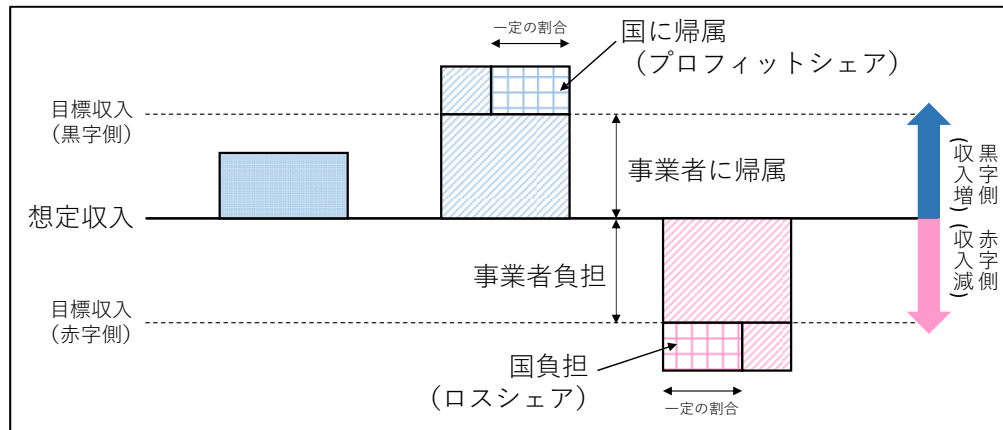 一定の割合
国に帰属
（プロフィットシェア）
目標収入
(黒字側)
事業者に帰属
黒字側
(収入増)
想定収入
事業者負担
赤字側
(収入減)
目標収入
(赤字側)
国負担
（ロスシェア）
一定の割合